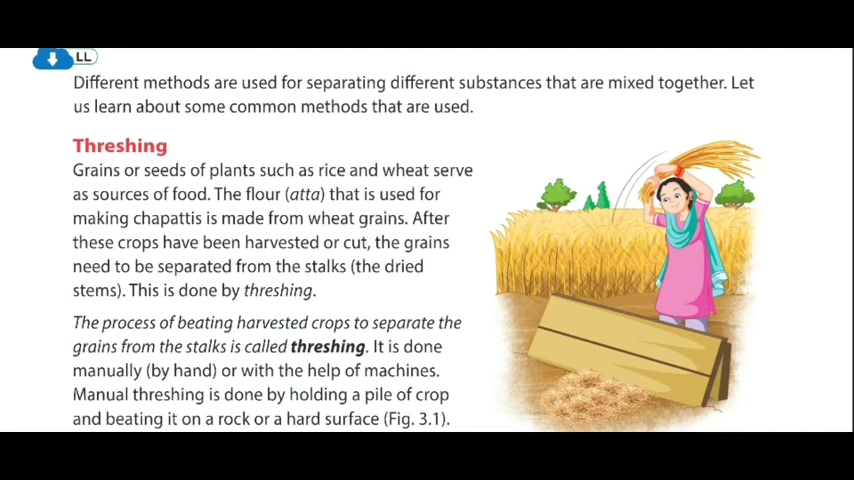 LL
Different methods are used for separating different substances that are mixed together. Let
us learn about some common methods that are used.
Threshing
Grains or seeds of plants such as rice and wheat serve
as sources of food. The flour (atta) that is used for
making chapattis is made from wheat grains. After
these crops have been harvested or cut, the grains
need to be separated from the stalks (the dried
stems). This is done by threshing.
The process of beating harvested crops to separate the
grains from the stalks is called threshing. It is done
manually (by hand) or with the help of machines.
Manual threshing is done by holding a pile of crop
and beating it on a rock or a hard surface (Fig. 3.1).